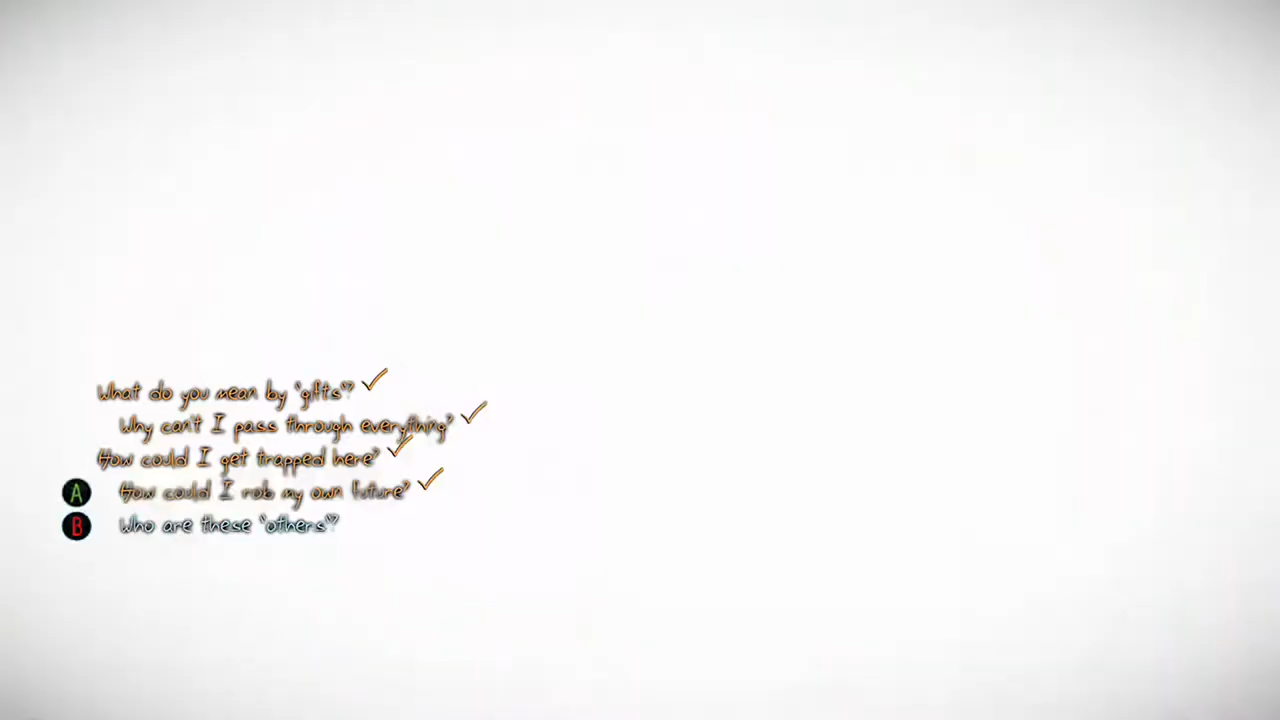 What do you mean by "gifts"?
Why can't I pass through everything?
How could I get trapped here?
A How could I rob my own future?
B Who are these "others"?